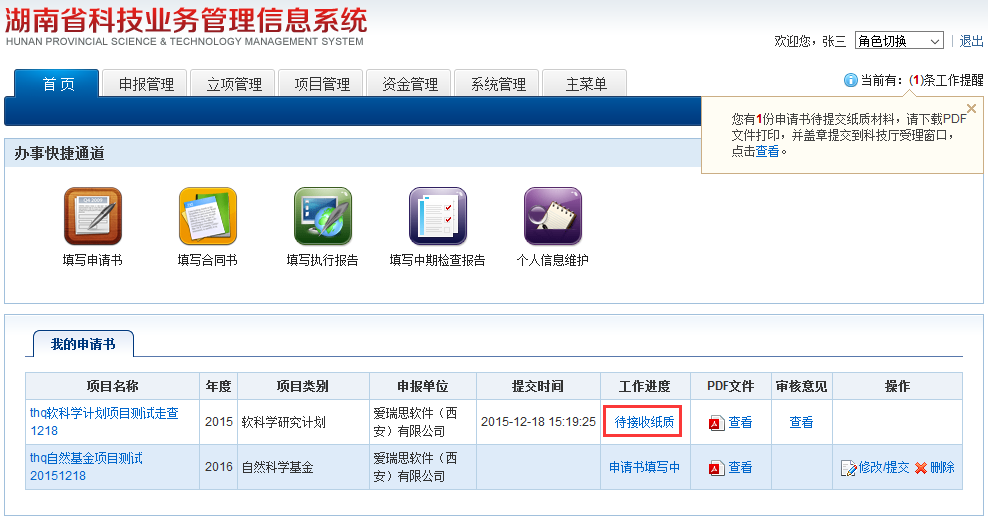 湖南省科技业务管理信息系统
HUNAN PROVINCIAL SCIENCE & TECHNOLOGY MANAGEMENT SYSTEM
欢迎您，张三 角色切换 退出
首 页 申报管理 立项管理 项目管理 资金管理 系统管理 主菜单
当前有：(1)条工作提醒
您有1份申请书待提交纸质材料，请下载PDF
文件打印，并盖章提交到科技厅受理窗口，
点击查看。
办事快捷通道
填写申请书 填写合同书 填写执行报告 填写中期检查报告 个人信息维护
我的申请书
项目名称 年度 项目类别 申报单位 提交时间 工作进度 PDF文件 审核意见 操作
thq软科学计划项目测试走查
1218
2015 软科学研究计划
爱瑞思软件（西
安）有限公司
2015-12-18 15:19:25 待接收纸质 查看 查看
thq自然基金项目测试
20151218
2016 自然科学基金
爱瑞思软件（西
安）有限公司
申请书填写中 查看 修改/提交 删除